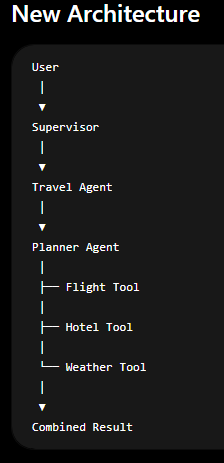 New Architecture
User
│
▼
Supervisor
│
▼
Travel Agent
│
▼
Planner Agent
│
├── Flight Tool
│
├── Hotel Tool
│
└── Weather Tool
│
▼
Combined Result